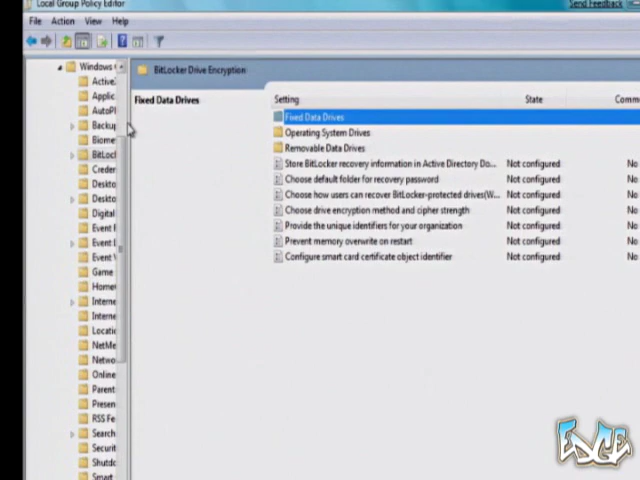 Local Group Policy Editor
Send Feedback
File Action View Help
Windows
BitLocker Drive Encryption
Fixed Data Drives
Setting State Comm
Fixed Data Drives
Operating System Drives
Removable Data Drives
Store BitLocker recovery information in Active Directory Do... Not configured No
Choose default folder for recovery password Not configured No
Choose how users can recover BitLocker-protected drives(W... Not configured No
Choose drive encryption method and cipher strength Not configured No
Provide the unique identifiers for your organization Not configured No
Prevent memory overwrite on restart Not configured No
Configure smart card certificate object identifier Not configured No
Active
Applic
AutoPl
Backup
Biome
BitLoc
Creder
Deskto
Deskto
Digital
Event F
Event L
Event V
Game
Home
Interne
Interne
Locatio
NetMe
Netwo
Online
Parent
Presen
RSS Fe
Search
Securit
Shutdo
Smart
EDGE